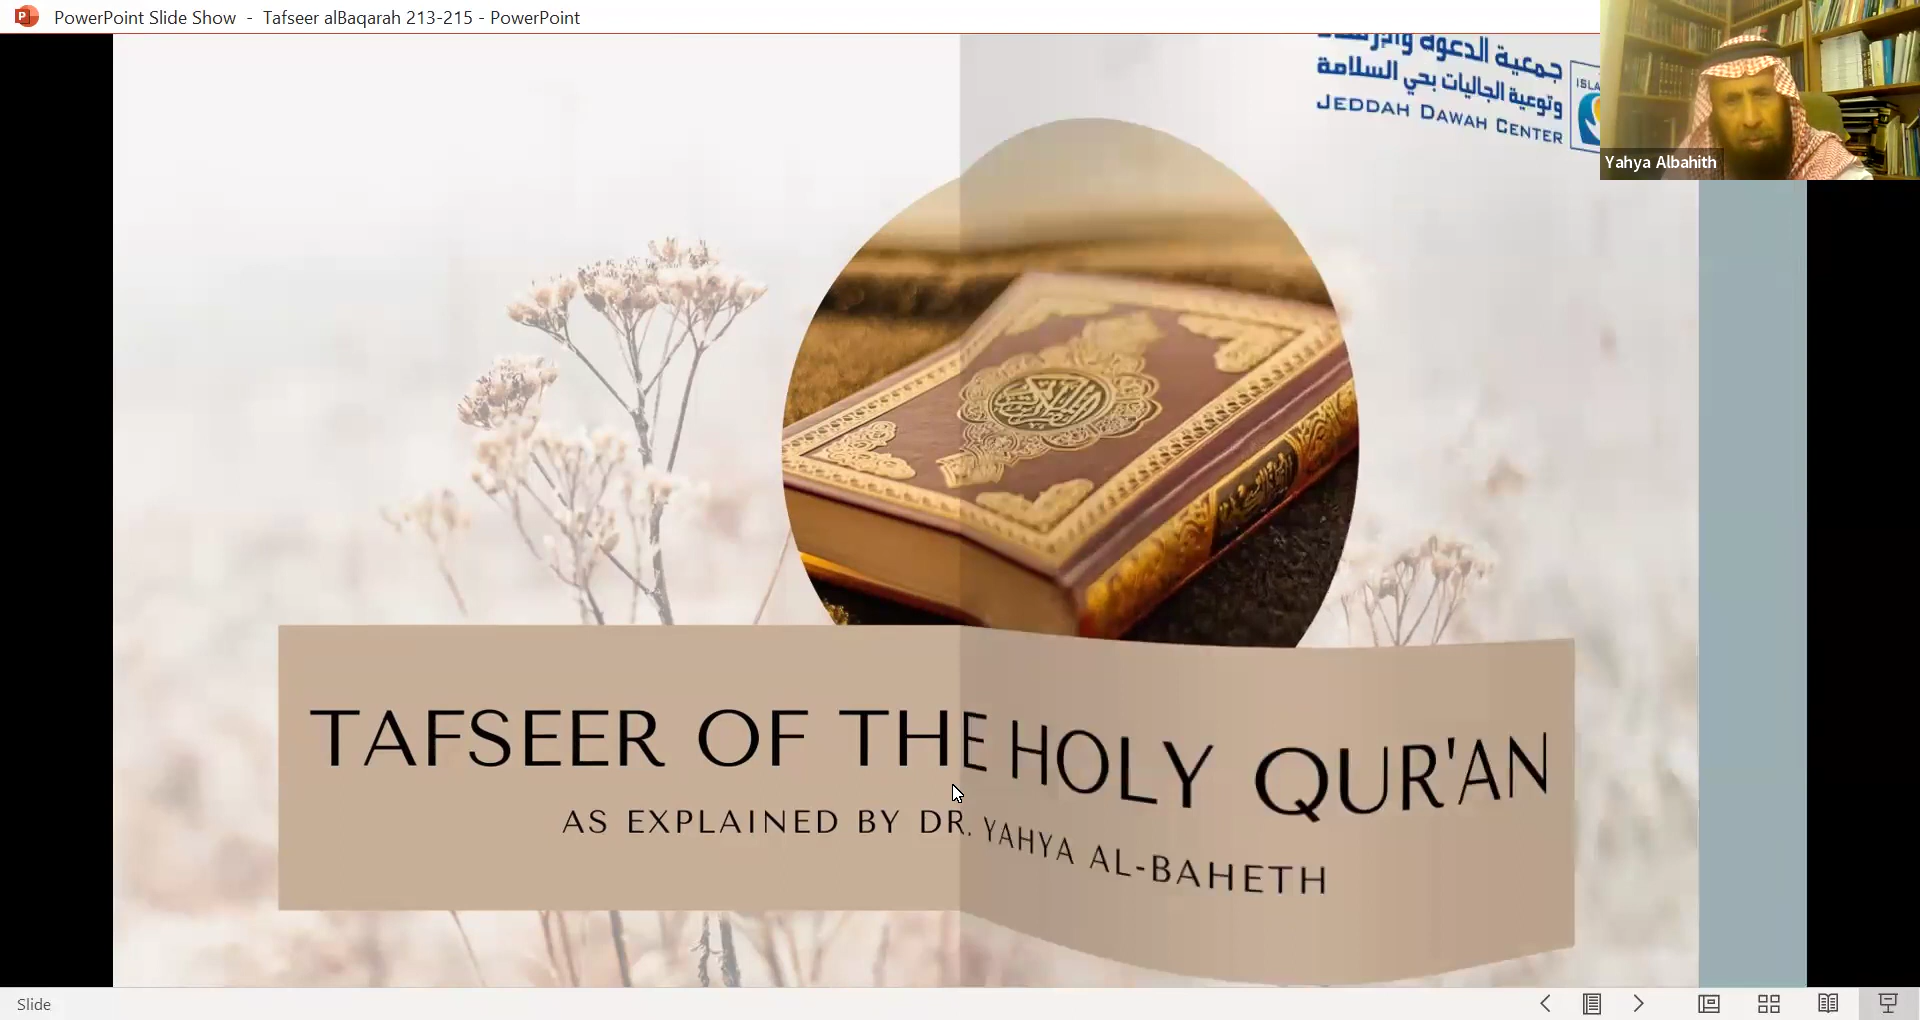 PowerPoint Slide Show - Tafseer alBaqarah 213-215 - PowerPoint
جمعية الدعوة والإرشاد
وتوعية الجاليات بحي السلامة
JEDDAH DAWAH CENTER
Yahya Albahith
TAFSEER OF THE HOLY QUR'AN
AS EXPLAINED BY DR. YAHYA AL-BAHETH
Slide